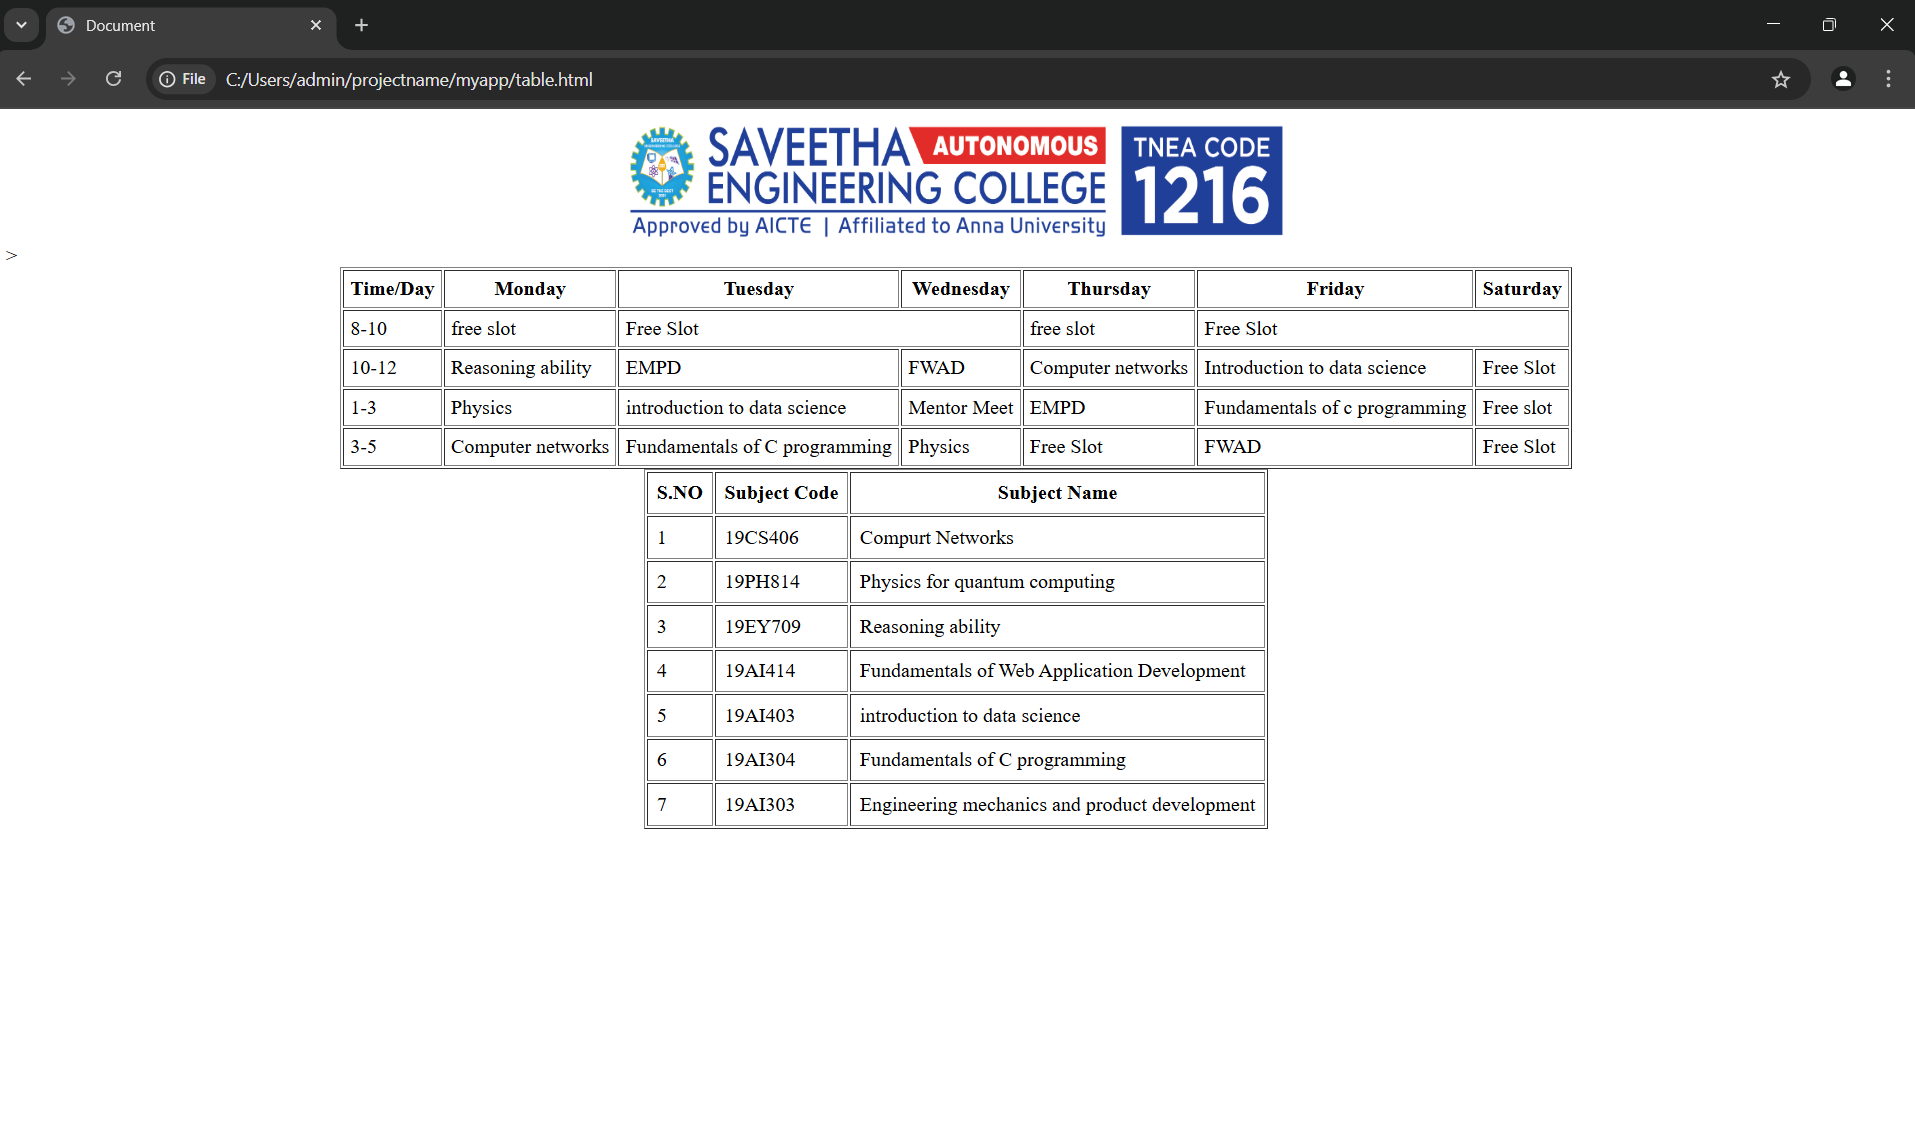 Document
File C:/Users/admin/projectname/myapp/table.html
SAVEETHA AUTONOMOUS
ENGINEERING COLLEGE
Approved by AICTE | Affiliated to Anna University
TNEA CODE
1216
>
Time/Day Monday Tuesday Wednesday Thursday Friday Saturday
8-10 free slot Free Slot free slot Free Slot
10-12 Reasoning ability EMPD FWAD Computer networks Introduction to data science Free Slot
1-3 Physics introduction to data science Mentor Meet EMPD Fundamentals of c programming Free slot
3-5 Computer networks Fundamentals of C programming Physics Free Slot FWAD Free Slot
S.NO Subject Code Subject Name
1 19CS406 Compurt Networks
2 19PH814 Physics for quantum computing
3 19EY709 Reasoning ability
4 19AI414 Fundamentals of Web Application Development
5 19AI403 introduction to data science
6 19AI304 Fundamentals of C programming
7 19AI303 Engineering mechanics and product development